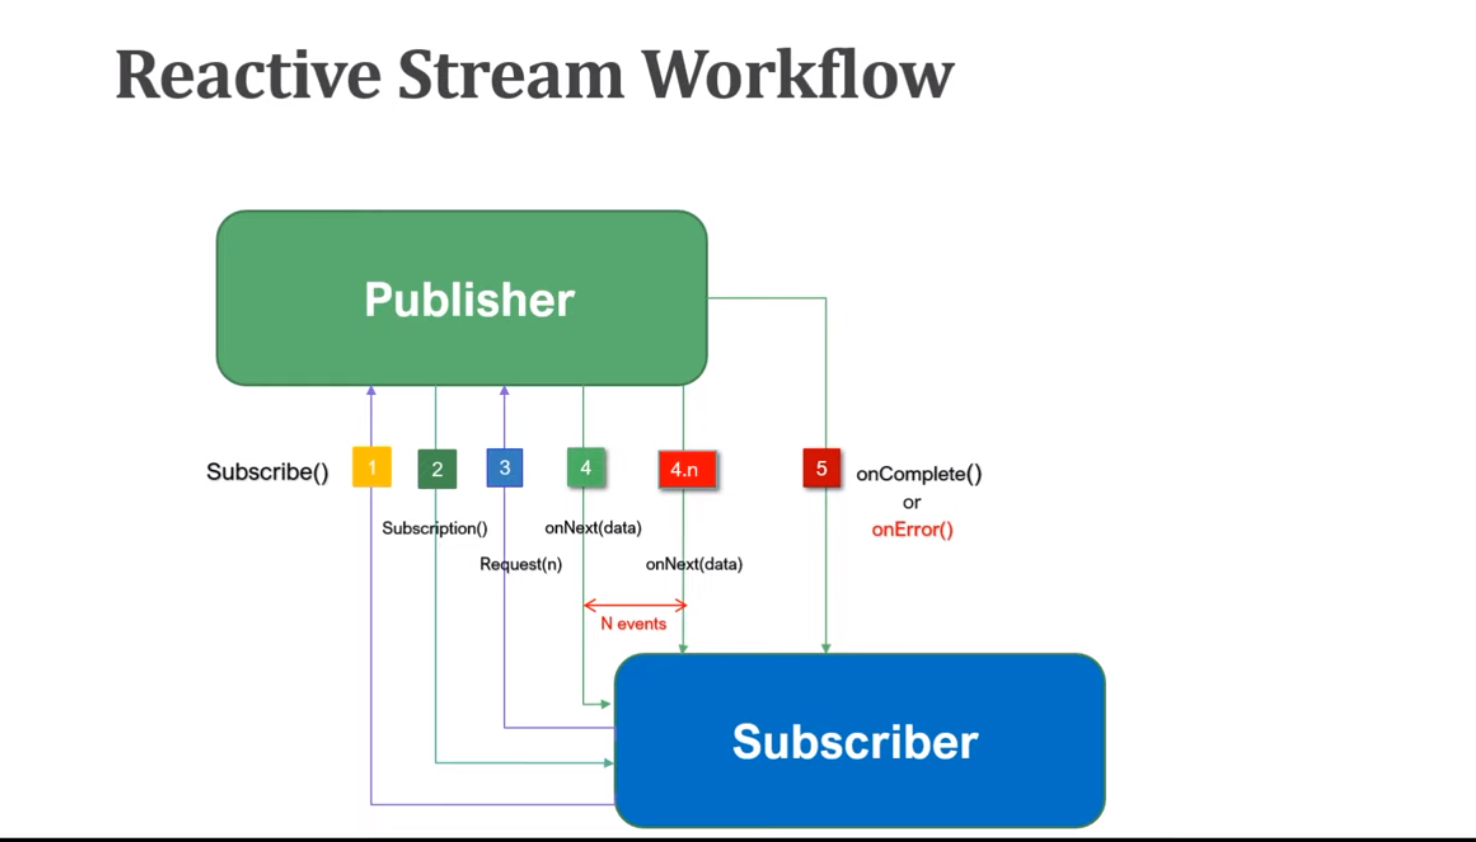 Reactive Stream Workflow
Publisher
Subscribe()
1
2
3
4
4.n
5
onComplete()
or
onError()
Subscription()
onNext(data)
Request(n)
onNext(data)
N events
Subscriber